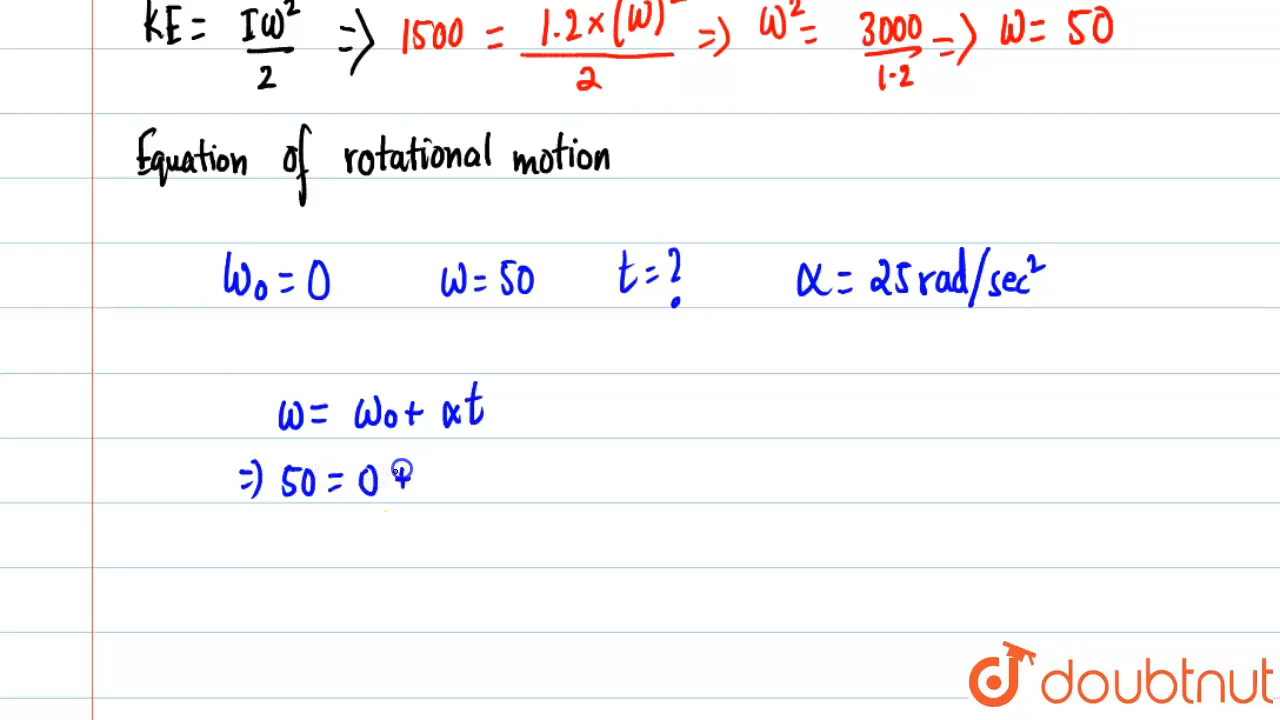 KE = Iω²/2 => 1500 = 1.2×(ω)²/2 => ω² = 3000/1.2 => ω = 50
Equation of rotational motion
ω₀ = 0 ω = 50 t = ? α = 25 rad/sec²
ω = ω₀ + αt
=> 50 = 0 +
doubtnut